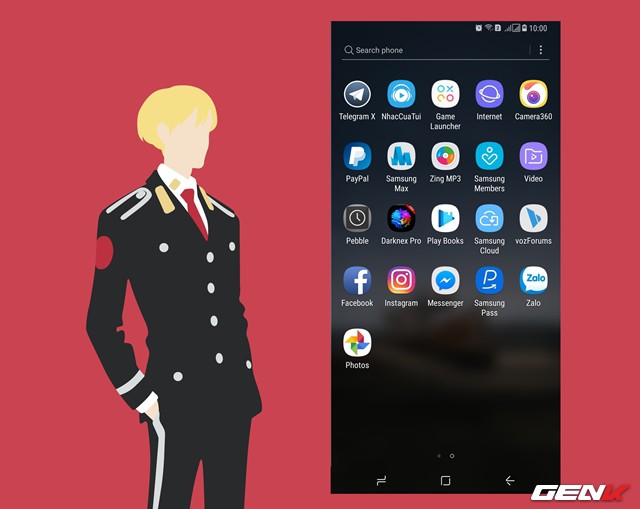 10:00
Search phone
Telegram X
NhacCuaTui
Game
Launcher
Internet
Camera360
PayPal
Samsung
Max
Zing MP3
Samsung
Members
Video
Pebble
Darknex Pro
Play Books
Samsung
Cloud
vozForums
Facebook
Instagram
Messenger
Samsung
Pass
Zalo
Zalo
Photos
GENK